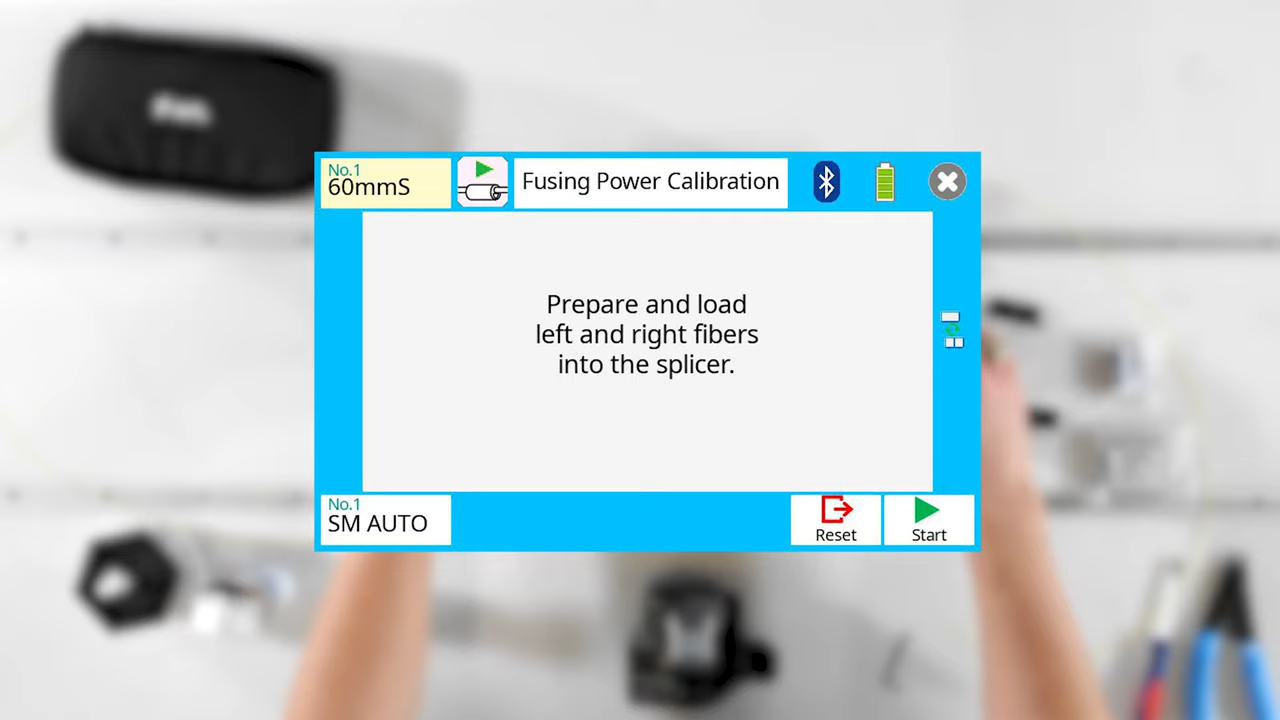 No.1
60mmS
Fusing Power Calibration
Prepare and load
left and right fibers
into the splicer.
No.1
SM AUTO
Reset
Start